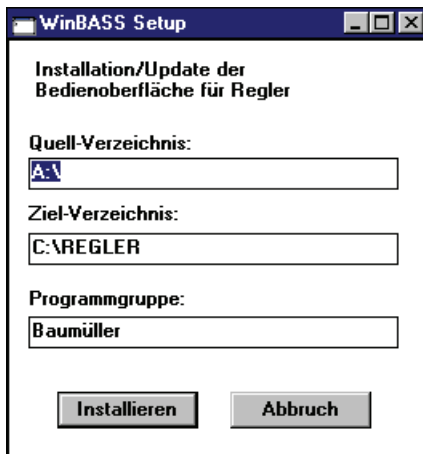 WinBASS Setup
Installation/Update der
Bedienoberfläche für Regler
Quell-Verzeichnis:
A:\
Ziel-Verzeichnis:
C:\REGLER
Programmgruppe:
Baumüller
Installieren
Abbruch